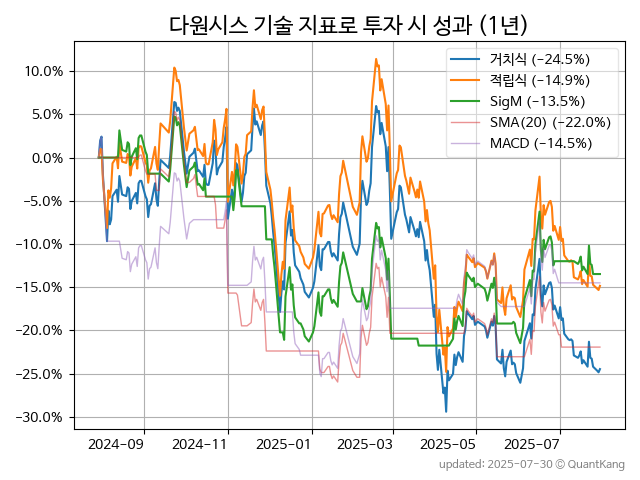 다원시스 기술 지표로 투자 시 성과 (1년)
거치식 (−24.5%)
적립식 (−14.9%)
SigM (−13.5%)
SMA(20) (−22.0%)
MACD (−14.5%)
10.0%
5.0%
0.0%
−5.0%
−10.0%
−15.0%
−20.0%
−25.0%
−30.0%
2024-09 2024-11 2025-01 2025-03 2025-05 2025-07
updated: 2025-07-30 © QuantKang